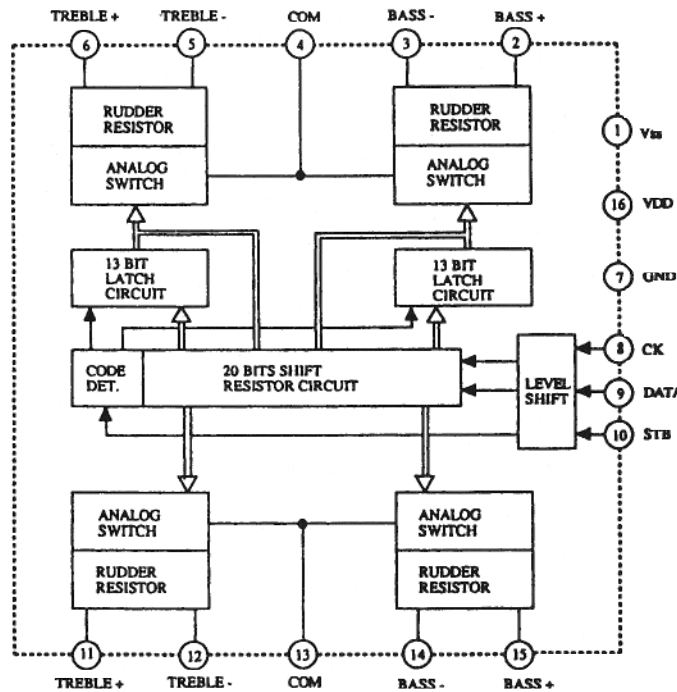 TREBLE + TREBLE - COM BASS - BASS +
6 5 4 3 2
RUDDER
RESISTOR
ANALOG
SWITCH
RUDDER
RESISTOR
ANALOG
SWITCH
1 Vss
16 VDD
7 GND
13 BIT
LATCH
CIRCUIT
13 BIT
LATCH
CIRCUIT
CODE
DET.
20 BITS SHIFT
RESISTOR CIRCUIT
LEVEL
SHIFT
8 CK
9 DATA
10 STB
ANALOG
SWITCH
RUDDER
RESISTOR
ANALOG
SWITCH
RUDDER
RESISTOR
11 12 13 14 15
TREBLE + TREBLE - COM BASS - BASS +